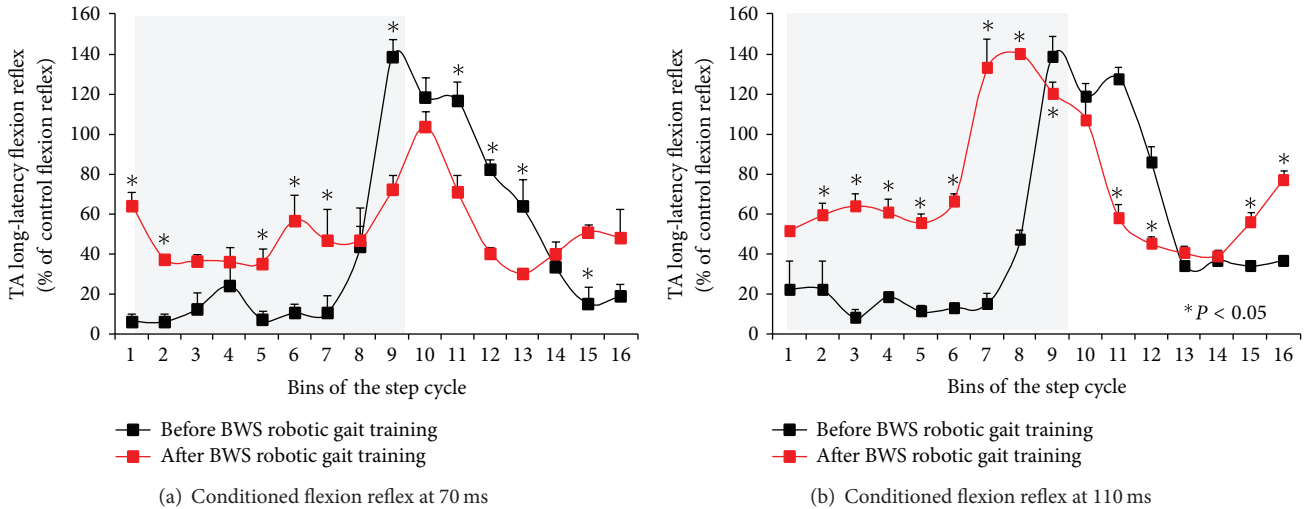 TA long-latency flexion reflex
(% of control flexion reflex)
160
140
120
100
80
60
40
20
0
* * * * * * * * * * *
1 2 3 4 5 6 7 8 9 10 11 12 13 14 15 16
Bins of the step cycle
Before BWS robotic gait training
After BWS robotic gait training
(a) Conditioned flexion reflex at 70 ms
TA long-latency flexion reflex
(% of control flexion reflex)
160
140
120
100
80
60
40
20
0
* * * * * * * * * * * *
*P < 0.05
1 2 3 4 5 6 7 8 9 10 11 12 13 14 15 16
Bins of the step cycle
Before BWS robotic gait training
After BWS robotic gait training
(b) Conditioned flexion reflex at 110 ms